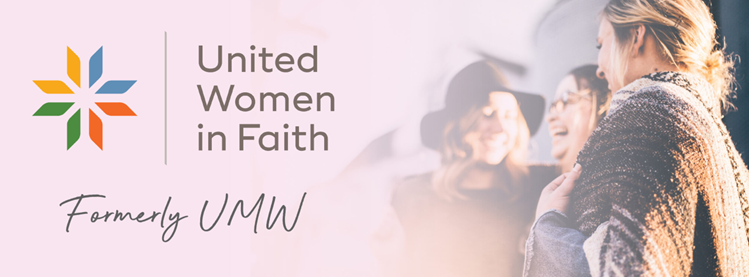 United
Women
in Faith
Formerly UMW